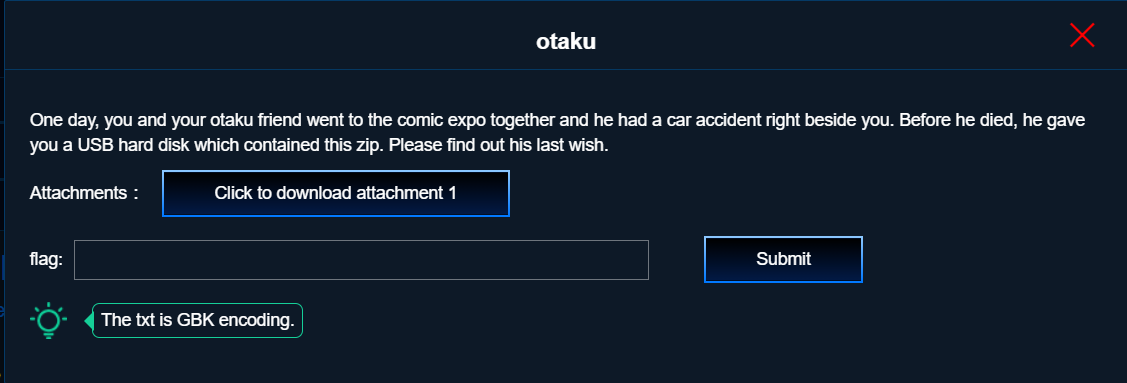 otaku
One day, you and your otaku friend went to the comic expo together and he had a car accident right beside you. Before he died, he gave
you a USB hard disk which contained this zip. Please find out his last wish.
Attachments : Click to download attachment 1
flag: Submit
The txt is GBK encoding.